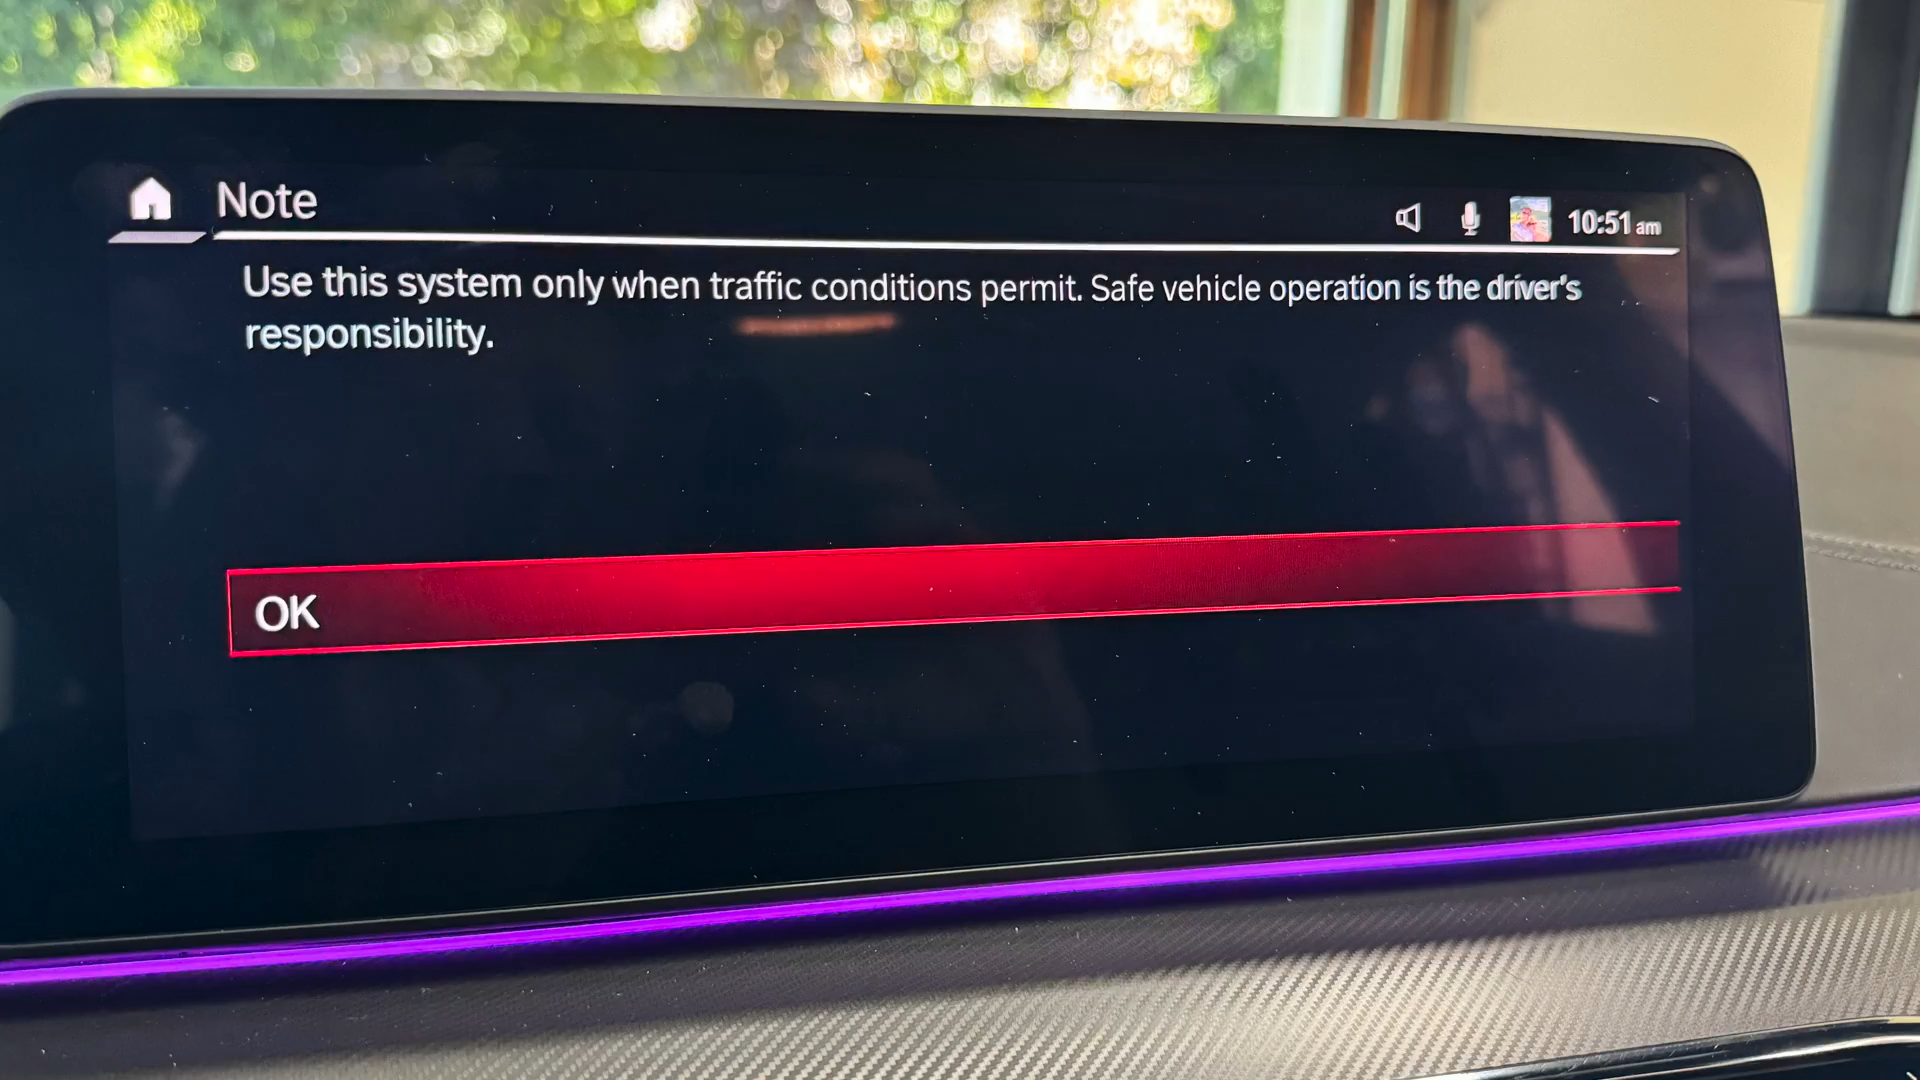 Note
10:51 am
Use this system only when traffic conditions permit. Safe vehicle operation is the driver's
responsibility.
OK